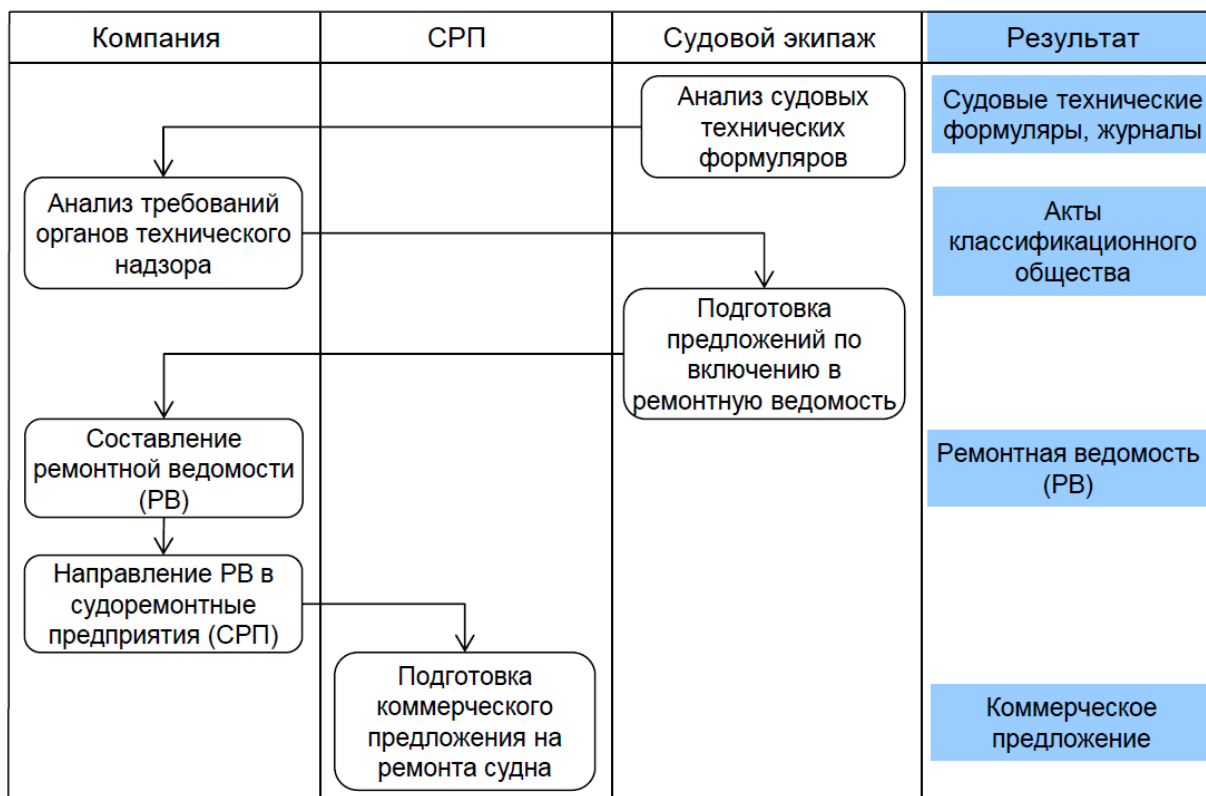 Компания
СРП
Судовой экипаж
Результат
Анализ судовых
технических
формуляров
Судовые технические
формуляры, журналы
Анализ требований
органов технического
надзора
Акты
классификационного
общества
Подготовка
предложений по
включению в
ремонтную ведомость
Составление
ремонтной ведомости
(РВ)
Ремонтная ведомость
(РВ)
Направление РВ в
судоремонтные
предприятия (СРП)
Подготовка
коммерческого
предложения на
ремонта судна
Коммерческое
предложение